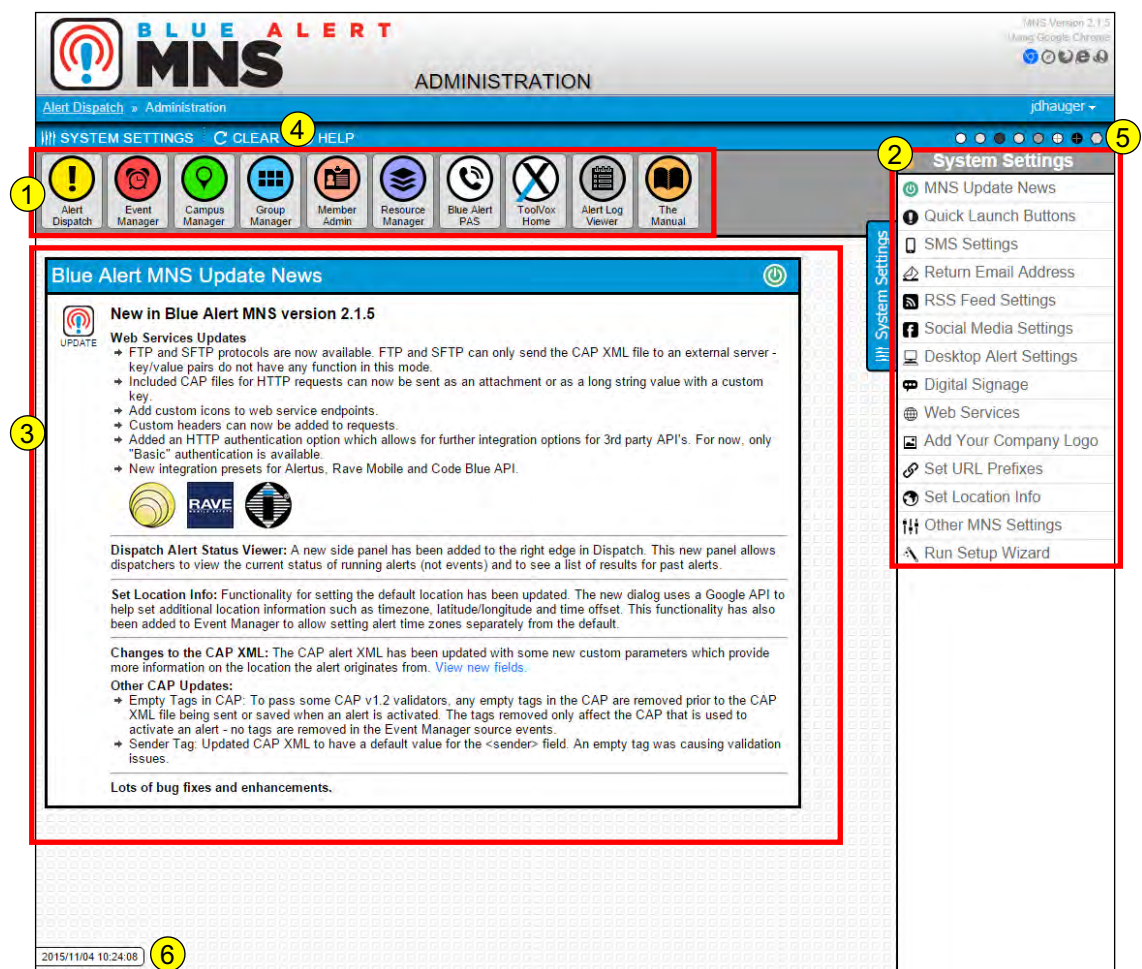 BLUE ALERT
MNS
ADMINISTRATION
MNS Version 2.1.5
Using Google Chrome
Alert Dispatch » Administration
jdhauger
SYSTEM SETTINGS
CLEAR
4
HELP
5
1
Alert Dispatch
Event Manager
Campus Manager
Group Manager
Member Admin
Resource Manager
Blue Alert PAS
ToolVox Home
Alert Log Viewer
The Manual
2
System Settings
MNS Update News
Quick Launch Buttons
SMS Settings
Return Email Address
RSS Feed Settings
Social Media Settings
Desktop Alert Settings
Digital Signage
Web Services
Add Your Company Logo
Set URL Prefixes
Set Location Info
Other MNS Settings
Run Setup Wizard
System Settings
3
Blue Alert MNS Update News
UPDATE
New in Blue Alert MNS version 2.1.5
Web Services Updates
FTP and SFTP protocols are now available. FTP and SFTP can only send the CAP XML file to an external server -
key/value pairs do not have any function in this mode.
Included CAP files for HTTP requests can now be sent as an attachment or as a long string value with a custom
key.
Add custom icons to web service endpoints.
Custom headers can now be added to requests.
Added an HTTP authentication option which allows for further integration options for 3rd party API's. For now, only
"Basic" authentication is available.
New integration presets for Alertus, Rave Mobile and Code Blue API.
RAVE
Dispatch Alert Status Viewer: A new side panel has been added to the right edge in Dispatch. This new panel allows
dispatchers to view the current status of running alerts (not events) and to see a list of results for past alerts.
Set Location Info: Functionality for setting the default location has been updated. The new dialog uses a Google API to
help set additional location information such as timezone, latitude/longitude and time offset. This functionality has also
been added to Event Manager to allow setting alert time zones separately from the default.
Changes to the CAP XML: The CAP alert XML has been updated with some new custom parameters which provide
more information on the location the alert originates from. View new fields.
Other CAP Updates:
Empty Tags in CAP: To pass some CAP v1.2 validators, any empty tags in the CAP are removed prior to the CAP
XML file being sent or saved when an alert is activated. The tags removed only affect the CAP that is used to
activate an alert - no tags are removed in the Event Manager source events.
Sender Tag: Updated CAP XML to have a default value for the <sender> field. An empty tag was causing validation
issues.
Lots of bug fixes and enhancements.
2015/11/04 10:24:08
6